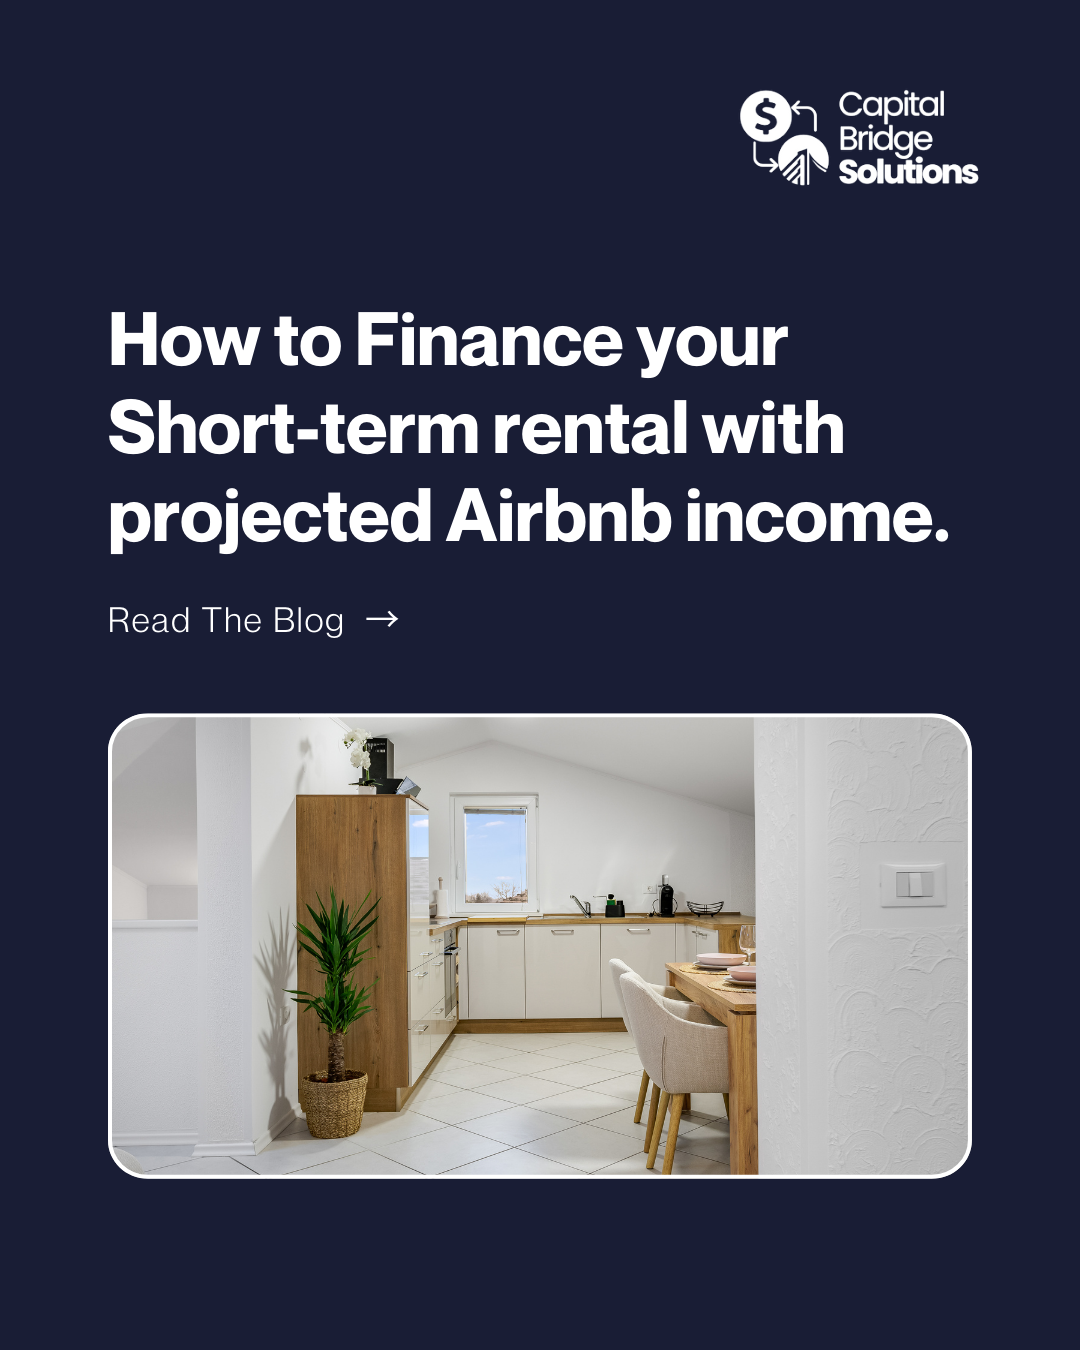 Capital
Bridge
Solutions
How to Finance your
Short-term rental with
projected Airbnb income.
Read The Blog →